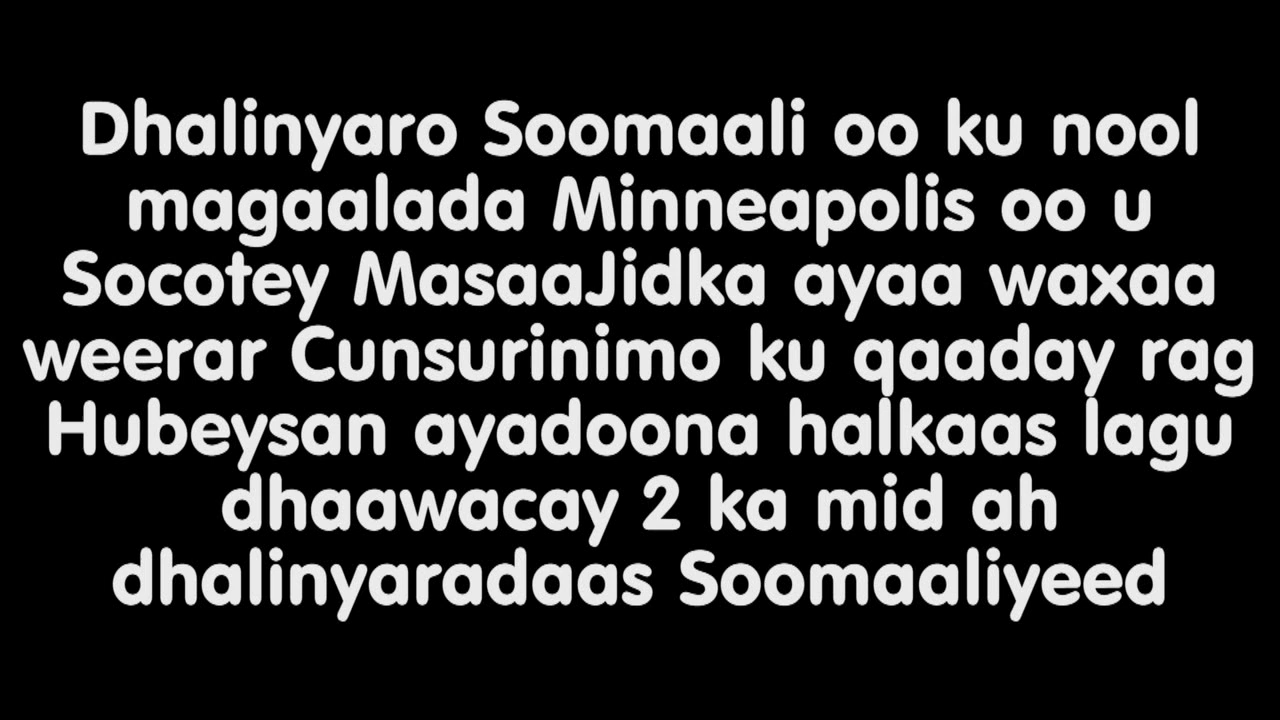 Dhalinyaro Soomaali oo ku nool
magaalada Minneapolis oo u
Socotey MasaaJidka ayaa waxaa
weerar Cunsurinimo ku qaaday rag
Hubeysan ayadoona halkaas lagu
dhaawacay 2 ka mid ah
dhalinyaradaas Soomaaliyeed